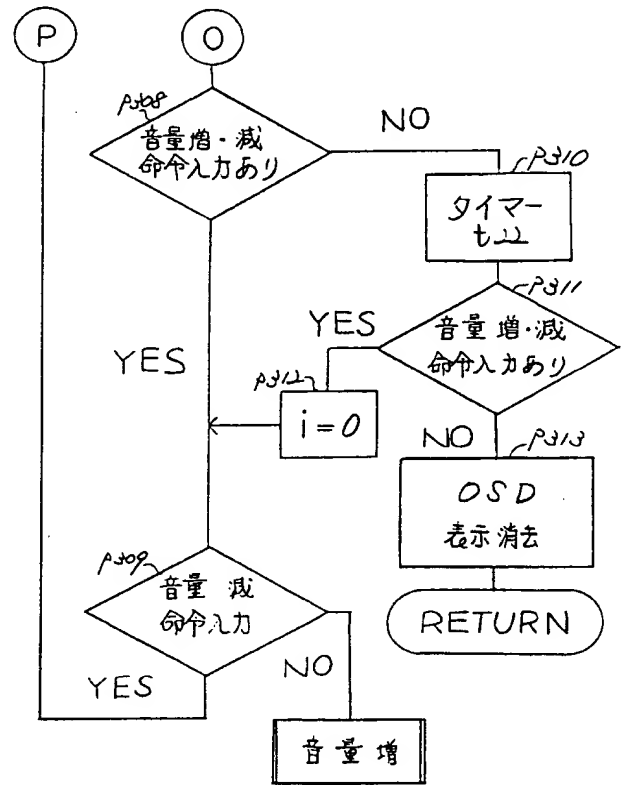 P
O
P308
音量増・減
命令入力あり
NO
P310
タイマー
t22
P311
音量増・減
命令入力あり
YES
YES
P312
i=0
NO
P313
OSD
表示消去
RETURN
P309
音量減
命令入力
YES
NO
音量増